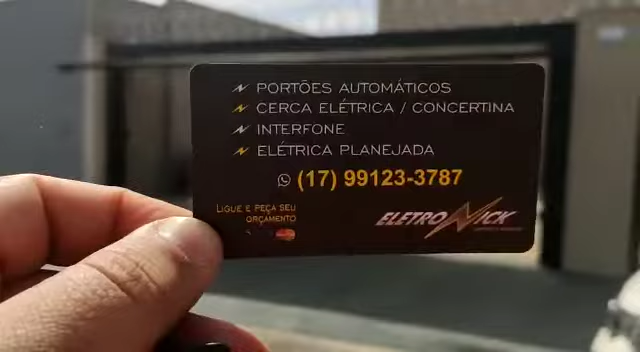 PORTÕES AUTOMÁTICOS
CERCA ELÉTRICA / CONCERTINA
INTERFONE
ELÉTRICA PLANEJADA
(17) 99123-3787
LIGUE E PEÇA SEU
ORÇAMENTO
ELETRONICK